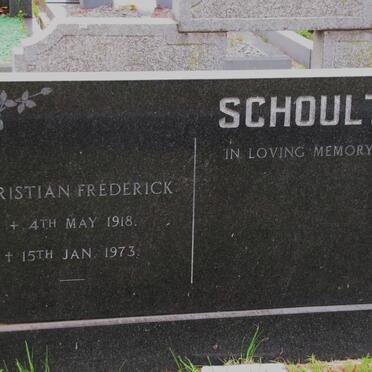 SCHOULT
IN LOVING MEMORY
RISTIAN FREDERICK
+ 4TH MAY 1918.
† 15TH JAN. 1973.